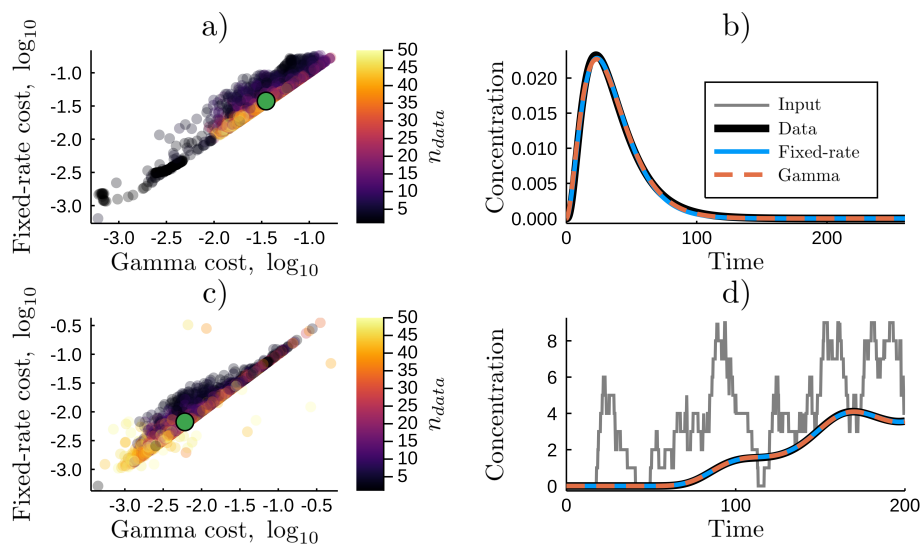 a)
Fixed-rate cost, log10
-1.0
-1.5
-2.0
-2.5
-3.0
-3.0 -2.5 -2.0 -1.5 -1.0
Gamma cost, log10
50
45
40
35
30
25
20
15
10
5
n_data
b)
Concentration
0.020
0.015
0.010
0.005
0.000
0 100 200
Time
Input
Data
Fixed-rate
Gamma
c)
Fixed-rate cost, log10
-0.5
-1.0
-1.5
-2.0
-2.5
-3.0
-3.0 -2.5 -2.0 -1.5 -1.0 -0.5
Gamma cost, log10
50
45
40
35
30
25
20
15
10
5
n_data
d)
Concentration
8
6
4
2
0
0 100 200
Time